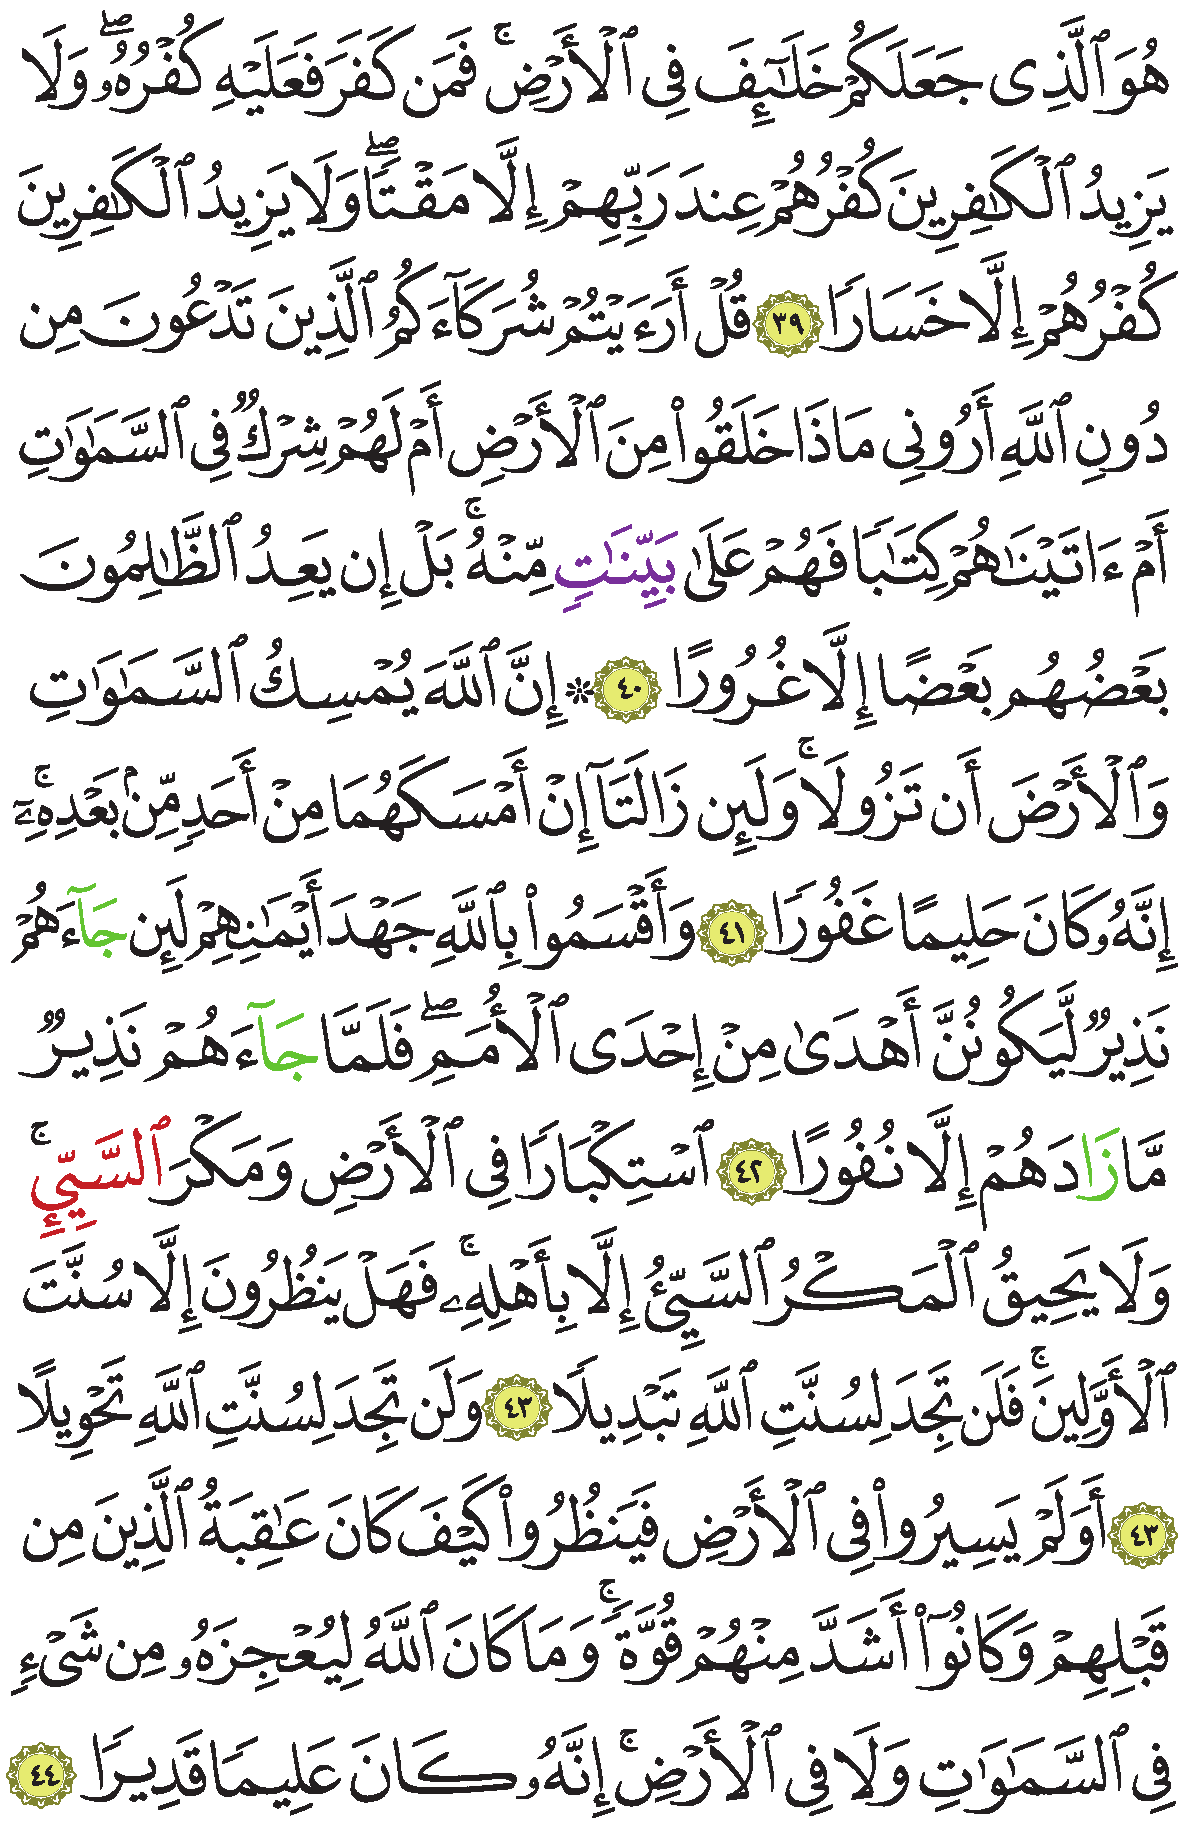 هُوَ ٱلَّذِى جَعَلَكُمْ خَلَـٰٓئِفَ فِى ٱلْأَرْضِ ۚ فَمَن كَفَرَ فَعَلَيْهِ كُفْرُهُۥ ۖ وَلَا
يَزِيدُ ٱلْكَـٰفِرِينَ كُفْرُهُمْ عِندَ رَبِّهِمْ إِلَّا مَقْتًا ۖ وَلَا يَزِيدُ ٱلْكَـٰفِرِينَ
كُفْرُهُمْ إِلَّا خَسَارًا ٣٩ قُلْ أَرَءَيْتُمْ شُرَكَآءَكُمُ ٱلَّذِينَ تَدْعُونَ مِن
دُونِ ٱللَّهِ أَرُونِى مَاذَا خَلَقُوا۟ مِنَ ٱلْأَرْضِ أَمْ لَهُمْ شِرْكٌ فِى ٱلسَّمَـٰوَٰتِ
أَمْ ءَاتَيْنَـٰهُمْ كِتَـٰبًا فَهُمْ عَلَىٰ بَيِّنَـٰتٍ مِّنْهُ ۚ بَلْ إِن يَعِدُ ٱلظَّـٰلِمُونَ
بَعْضُهُم بَعْضًا إِلَّا غُرُورًا ٤٠ ۞ إِنَّ ٱللَّهَ يُمْسِكُ ٱلسَّمَـٰوَٰتِ
وَٱلْأَرْضَ أَن تَزُولَا ۚ وَلَئِن زَالَتَآ إِنْ أَمْسَكَهُمَا مِنْ أَحَدٍ مِّنۢ بَعْدِهِۦٓ ۚ
إِنَّهُۥ كَانَ حَلِيمًا غَفُورًا ٤١ وَأَقْسَمُوا۟ بِٱللَّهِ جَهْدَ أَيْمَـٰنِهِمْ لَئِن جَآءَهُمْ
نَذِيرٌ لَّيَكُونُنَّ أَهْدَىٰ مِنْ إِحْدَى ٱلْأُمَمِ ۖ فَلَمَّا جَآءَهُمْ نَذِيرٌ
مَّا زَادَهُمْ إِلَّا نُفُورًا ٤٢ ٱسْتِكْبَارًا فِى ٱلْأَرْضِ وَمَكْرَ ٱلسَّيِّئِ ۚ
وَلَا يَحِيقُ ٱلْمَكْرُ ٱلسَّيِّئُ إِلَّا بِأَهْلِهِۦ ۚ فَهَلْ يَنظُرُونَ إِلَّا سُنَّتَ
ٱلْأَوَّلِينَ ۚ فَلَن تَجِدَ لِسُنَّتِ ٱللَّهِ تَبْدِيلًا ٤٣ وَلَن تَجِدَ لِسُنَّتِ ٱللَّهِ تَحْوِيلًا
٤٣ أَوَلَمْ يَسِيرُوا۟ فِى ٱلْأَرْضِ فَيَنظُرُوا۟ كَيْفَ كَانَ عَـٰقِبَةُ ٱلَّذِينَ مِن
قَبْلِهِمْ وَكَانُوٓا۟ أَشَدَّ مِنْهُمْ قُوَّةً ۚ وَمَا كَانَ ٱللَّهُ لِيُعْجِزَهُۥ مِن شَىْءٍ
فِى ٱلسَّمَـٰوَٰتِ وَلَا فِى ٱلْأَرْضِ ۚ إِنَّهُۥ كَانَ عَلِيمًا قَدِيرًا ٤٤